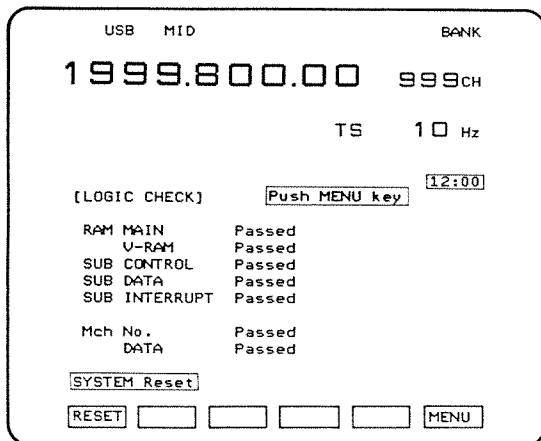 USB MID BANK
1999.800.00 999CH
TS 10 Hz
12:00
[LOGIC CHECK] Push MENU key
RAM MAIN Passed
V-RAM Passed
SUB CONTROL Passed
SUB DATA Passed
SUB INTERRUPT Passed
Mch No. Passed
DATA Passed
SYSTEM Reset
RESET MENU